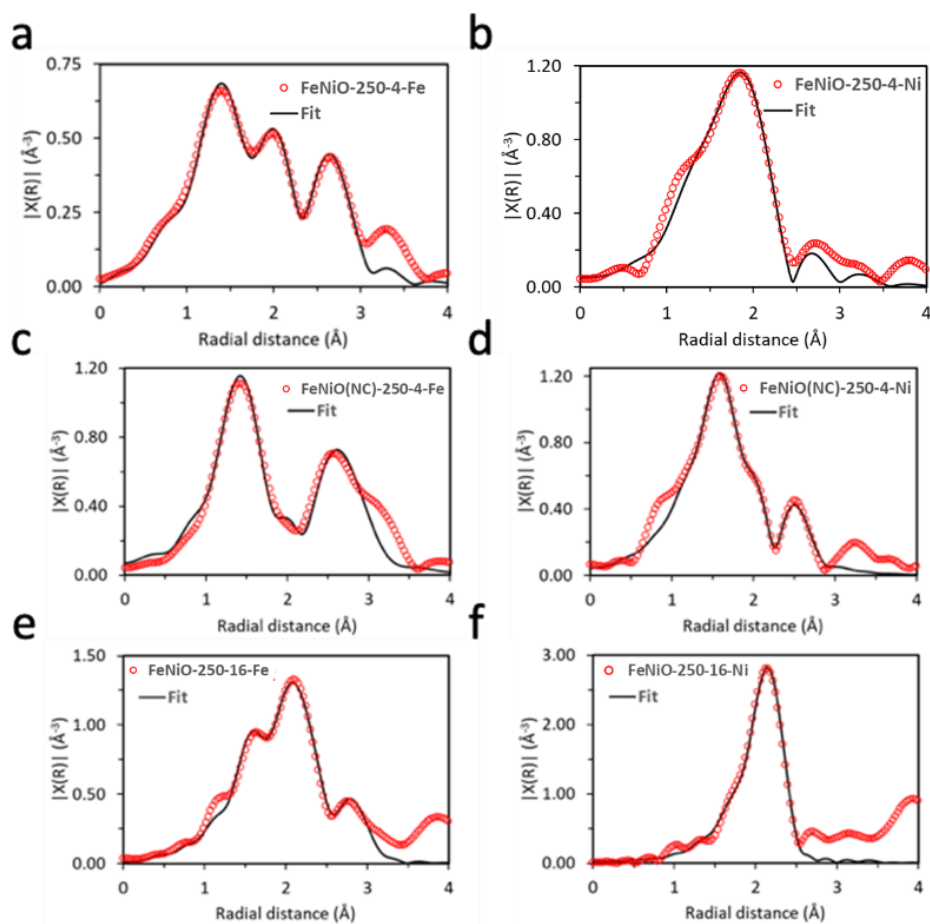 a
0.75
0.50
0.25
0.00
|X(R)| (Å⁻³)
FeNiO-250-4-Fe
Fit
0 1 2 3 4
Radial distance (Å)
b
1.20
0.80
0.40
0.00
|X(R)| (Å⁻³)
FeNiO-250-4-Ni
Fit
0 1 2 3 4
Radial distance (Å)
c
1.20
0.80
0.40
0.00
|X(R)| (Å⁻³)
FeNiO(NC)-250-4-Fe
Fit
0 1 2 3 4
Radial distance (Å)
d
1.20
0.80
0.40
0.00
|X(R)| (Å⁻³)
FeNiO(NC)-250-4-Ni
Fit
0 1 2 3 4
Radial distance (Å)
e
1.50
1.00
0.50
0.00
|X(R)| (Å⁻³)
FeNiO-250-16-Fe
Fit
0 1 2 3 4
Radial distance (Å)
f
3.00
2.00
1.00
0.00
|X(R)| (Å⁻³)
FeNiO-250-16-Ni
Fit
0 1 2 3 4
Radial distance (Å)